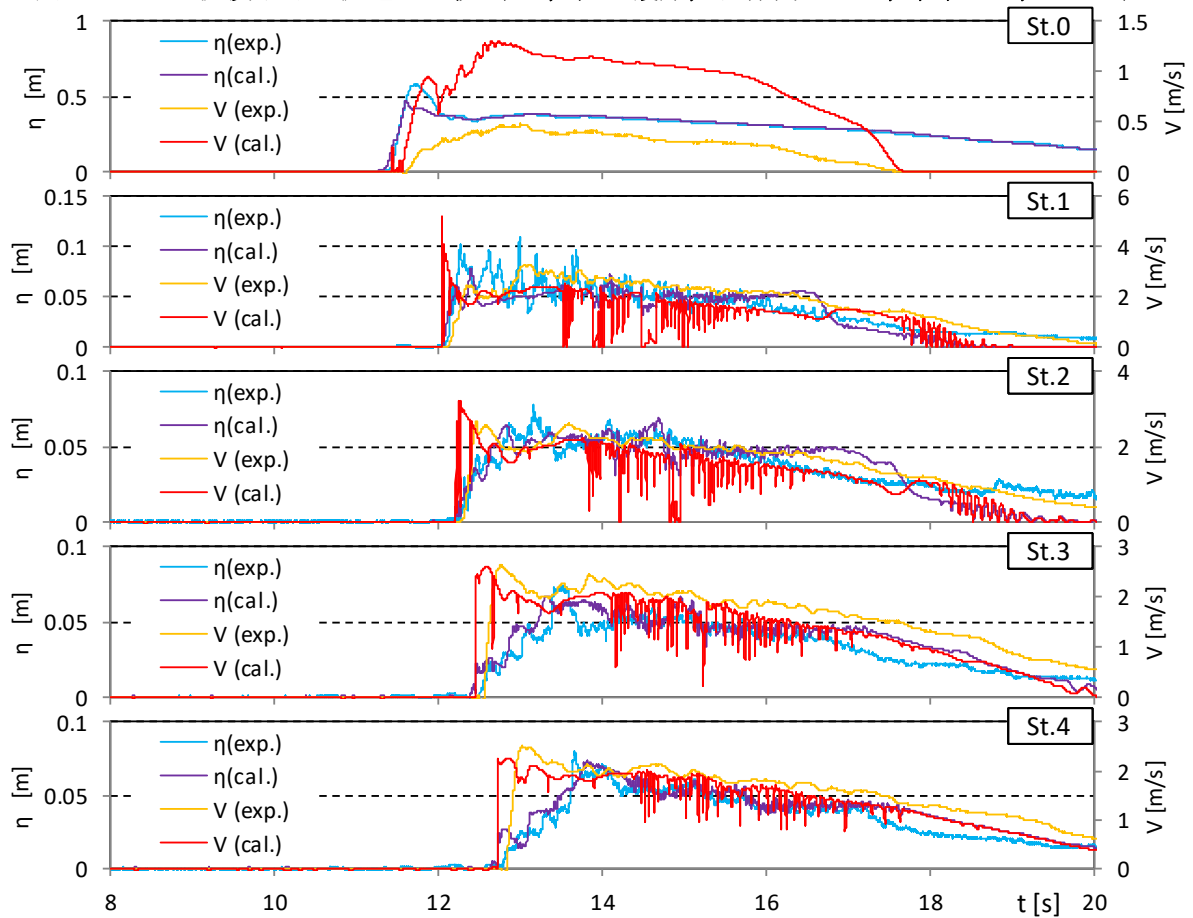 1
0.5
0
η [m]
η(exp.)
η(cal.)
V (exp.)
V (cal.)
St.0
1.5
1
0.5
0
V [m/s]
0.15
0.1
0.05
0
η [m]
η(exp.)
η(cal.)
V (exp.)
V (cal.)
St.1
6
4
2
0
V [m/s]
0.1
0.05
0
η [m]
η(exp.)
η(cal.)
V (exp.)
V (cal.)
St.2
4
2
0
V [m/s]
0.1
0.05
0
η [m]
η(exp.)
η(cal.)
V (exp.)
V (cal.)
St.3
3
2
1
0
V [m/s]
0.1
0.05
0
η [m]
η(exp.)
η(cal.)
V (exp.)
V (cal.)
St.4
3
2
1
0
V [m/s]
8 10 12 14 16 18 t [s] 20